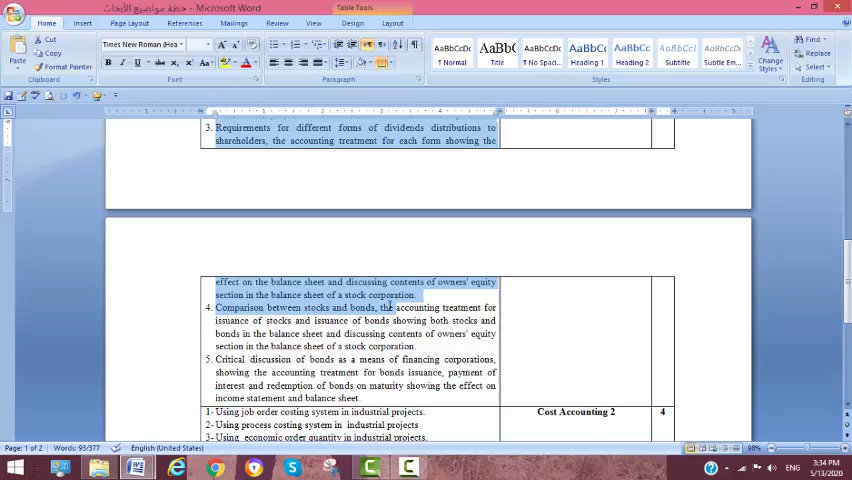 خطة مواضيع الأبحاث - Microsoft Word
Table Tools
Home Insert Page Layout References Mailings Review View Design Layout
Paste
Cut
Copy
Format Painter
Clipboard
Times New Roman (Hea
Font
Paragraph
AaBbCcDc AaBbCc AaBbCcDc AaBbCc AaBbCc AaBbCcI AaBbCcDc
¶ Normal Title ¶ No Spaci... Heading 1 Heading 2 Subtitle Subtle Em...
Change Styles
Styles
Find
Replace
Select
Editing
3. Requirements for different forms of dividends distributions to
shareholders, the accounting treatment for each form showing the
effect on the balance sheet and discussing contents of owners' equity
section in the balance sheet of a stock corporation.
4. Comparison between stocks and bonds, the accounting treatment for
issuance of stocks and issuance of bonds showing both stocks and
bonds in the balance sheet and discussing contents of owners' equity
section in the balance sheet of a stock corporation.
5. Critical discussion of bonds as a means of financing corporations,
showing the accounting treatment for bonds issuance, payment of
interest and redemption of bonds on maturity showing the effect on
income statement and balance sheet.
1- Using job order costing system in industrial projects. Cost Accounting 2 4
2- Using process costing system in industrial projects
3- Using economic order quantity in industrial projects.
Page: 1 of 2 Words: 93/377 English (United States) 98%
ENG 3:34 PM
5/13/2020